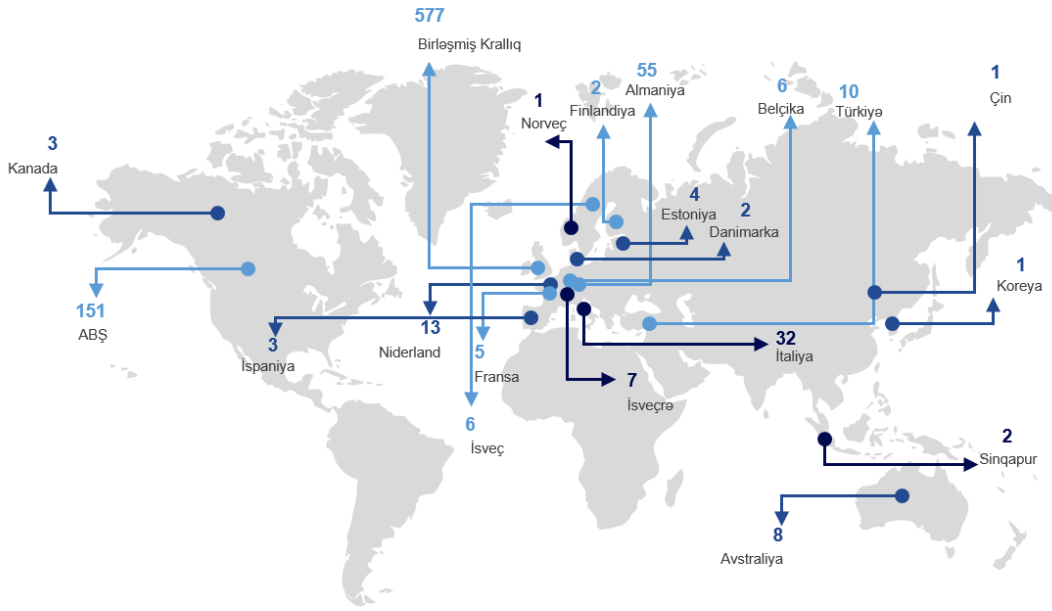 577
Birləşmiş Krallıq
2
Finlandiya
55
Almaniya
6
Belçika
10
Türkiyə
1
Çin
1
Norveç
3
Kanada
4
Estoniya
2
Danimarka
151
ABŞ
1
Koreya
3
İspaniya
13
Niderland
5
Fransa
32
İtaliya
7
İsveçrə
6
İsveç
2
Sinqapur
8
Avstraliya